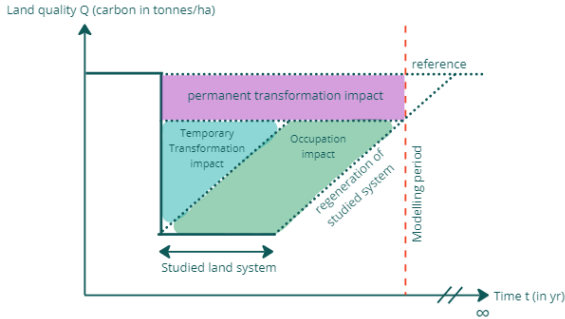 Land quality Q (carbon in tonnes/ha)
reference
permanent transformation impact
Temporary
Transformation
impact
Occupation
impact
regeneration of
studied system
Modelling period
Studied land system
Time t (in yr)
∞